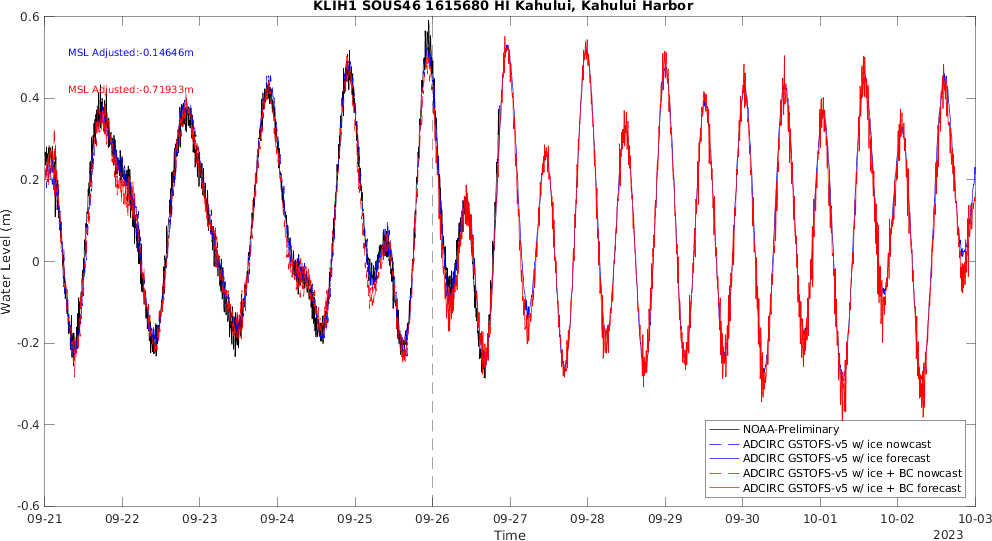 KLIH1 SOUS46 1615680 HI Kahului, Kahului Harbor
0.6
MSL Adjusted:-0.14646m
MSL Adjusted:-0.71933m
0.4
0.2
0
-0.2
-0.4
-0.6
Water Level (m)
NOAA-Preliminary
ADCIRC GSTOFS-v5 w/ ice nowcast
ADCIRC GSTOFS-v5 w/ ice forecast
ADCIRC GSTOFS-v5 w/ ice + BC nowcast
ADCIRC GSTOFS-v5 w/ ice + BC forecast
09-21 09-22 09-23 09-24 09-25 09-26 09-27 09-28 09-29 09-30 10-01 10-02 10-03
Time
2023